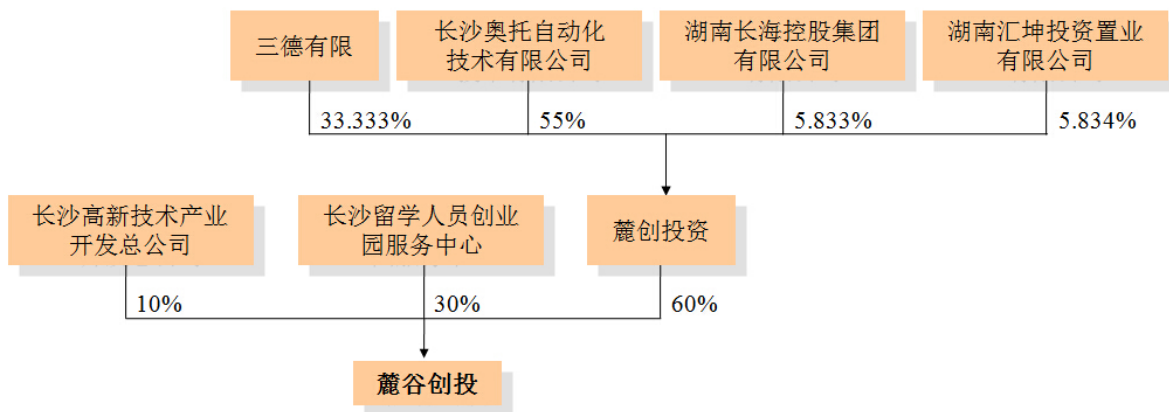 三德有限
长沙奥托自动化
技术有限公司
湖南长海控股集团
有限公司
湖南汇坤投资置业
有限公司
33.333%
55%
5.833%
5.834%
长沙高新技术产业
开发总公司
长沙留学人员创业
园服务中心
麓创投资
10%
30%
60%
麓谷创投